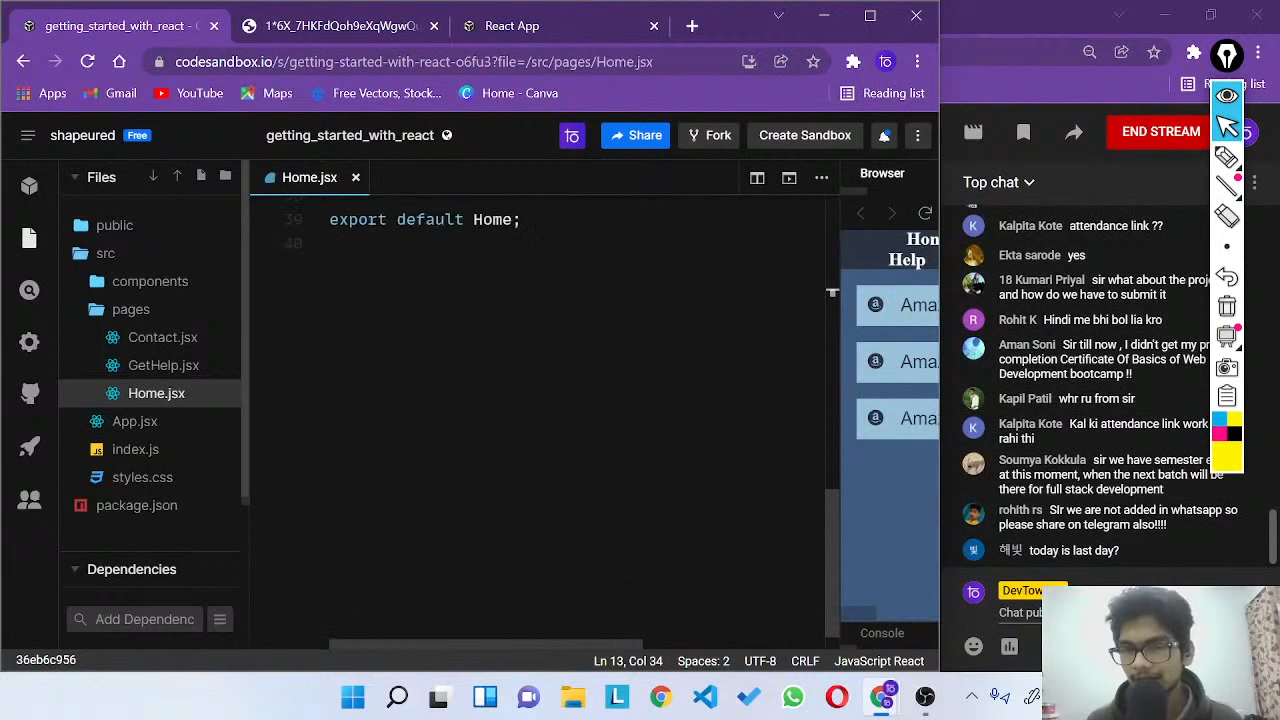 getting_started_with_react - C
1*6X_7HKFdQoh9eXqWgwQu
React App
codesandbox.io/s/getting-started-with-react-o6fu3?file=/src/pages/Home.jsx
Apps
Gmail
YouTube
Maps
Free Vectors, Stock...
Home - Canva
Reading list
Reading list
shapeured
Free
getting_started_with_react
Share
Fork
Create Sandbox
END STREAM
Files
Home.jsx
Browser
Top chat
public
src
components
pages
Contact.jsx
GetHelp.jsx
Home.jsx
App.jsx
index.js
styles.css
package.json
Dependencies
Add Dependenc
39 export default Home;
40
Hon
Help
Ama
Ama
Ama
Console
Kalpita Kote attendance link ??
Ekta sarode yes
18 Kumari Priyal sir what about the proje
and how do we have to submit it
Rohit K Hindi me bhi bol lia kro
Aman Soni Sir till now , I didn't get my pr
completion Certificate Of Basics of Web
Development bootcamp !!
Kapil Patil whr ru from sir
Kalpita Kote Kal ki attendance link work
rahi thi
Soumya Kokkula sir we have semester e
at this moment, when the next batch will be
there for full stack development
rohith rs SIr we are not added in whatsapp so
please share on telegram also!!!!
혜빛 today is last day?
DevTow
Chat pub
36eb6c956
Ln 13, Col 34
Spaces: 2
UTF-8
CRLF
JavaScript React